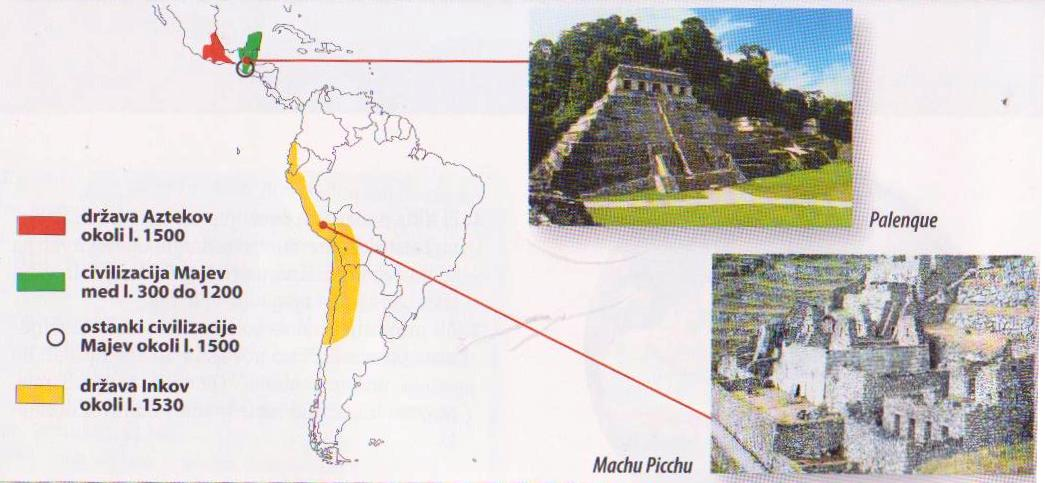 država Aztekov
okoli l. 1500
civilizacija Majev
med l. 300 do 1200
ostanki civilizacije
Majev okoli l. 1500
država Inkov
okoli l. 1530
Palenque
Machu Picchu